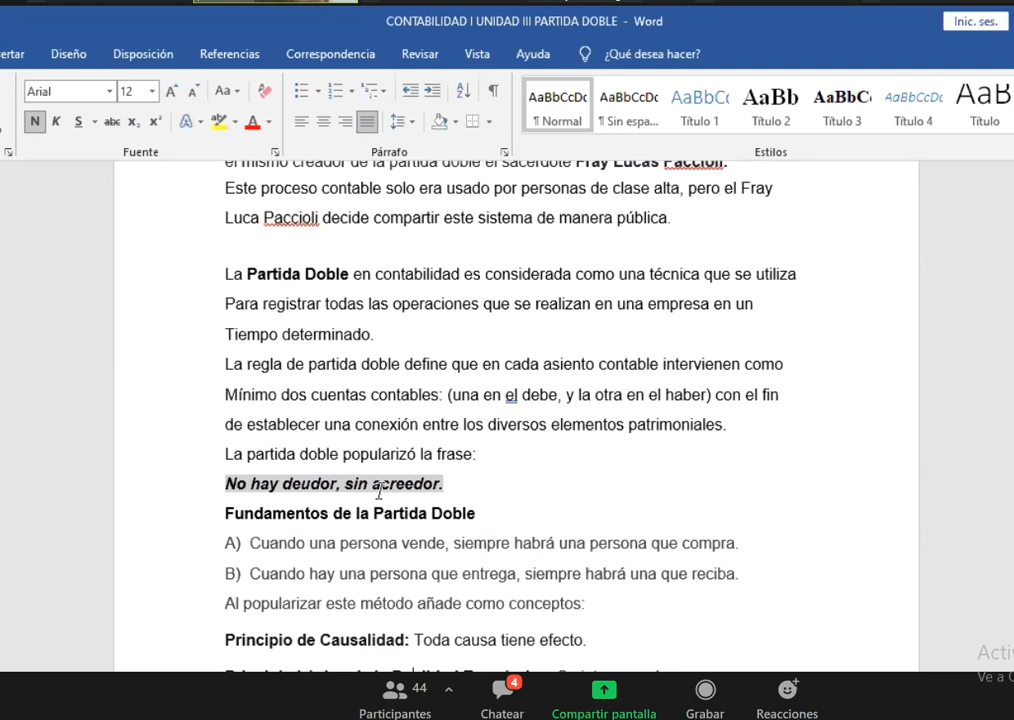 CONTABILIDAD I UNIDAD III PARTIDA DOBLE - Word
Inic. ses.
ertar Diseño Disposición Referencias Correspondencia Revisar Vista Ayuda ¿Qué desea hacer?
Arial 12 A A Aa
N K S abc x₂ x² A A
AaBbCcDc AaBbCcDc AaBbCc AaBb AaBbC AaBbCcDc AaB
¶ Normal ¶ Sin espa... Título 1 Título 2 Título 3 Título 4 Título
Fuente Párrafo Estilos
el mismo creador de la partida doble el sacerdote Fray Lucas Paccioli.
Este proceso contable solo era usado por personas de clase alta, pero el Fray
Luca Paccioli decide compartir este sistema de manera pública.
La Partida Doble en contabilidad es considerada como una técnica que se utiliza
Para registrar todas las operaciones que se realizan en una empresa en un
Tiempo determinado.
La regla de partida doble define que en cada asiento contable intervienen como
Mínimo dos cuentas contables: (una en el debe, y la otra en el haber) con el fin
de establecer una conexión entre los diversos elementos patrimoniales.
La partida doble popularizó la frase:
No hay deudor, sin acreedor.
Fundamentos de la Partida Doble
A) Cuando una persona vende, siempre habrá una persona que compra.
B) Cuando hay una persona que entrega, siempre habrá una que reciba.
Al popularizar este método añade como conceptos:
Principio de Causalidad: Toda causa tiene efecto.
Acti
Ve a C
44 4
Participantes Chatear Compartir pantalla Grabar Reacciones